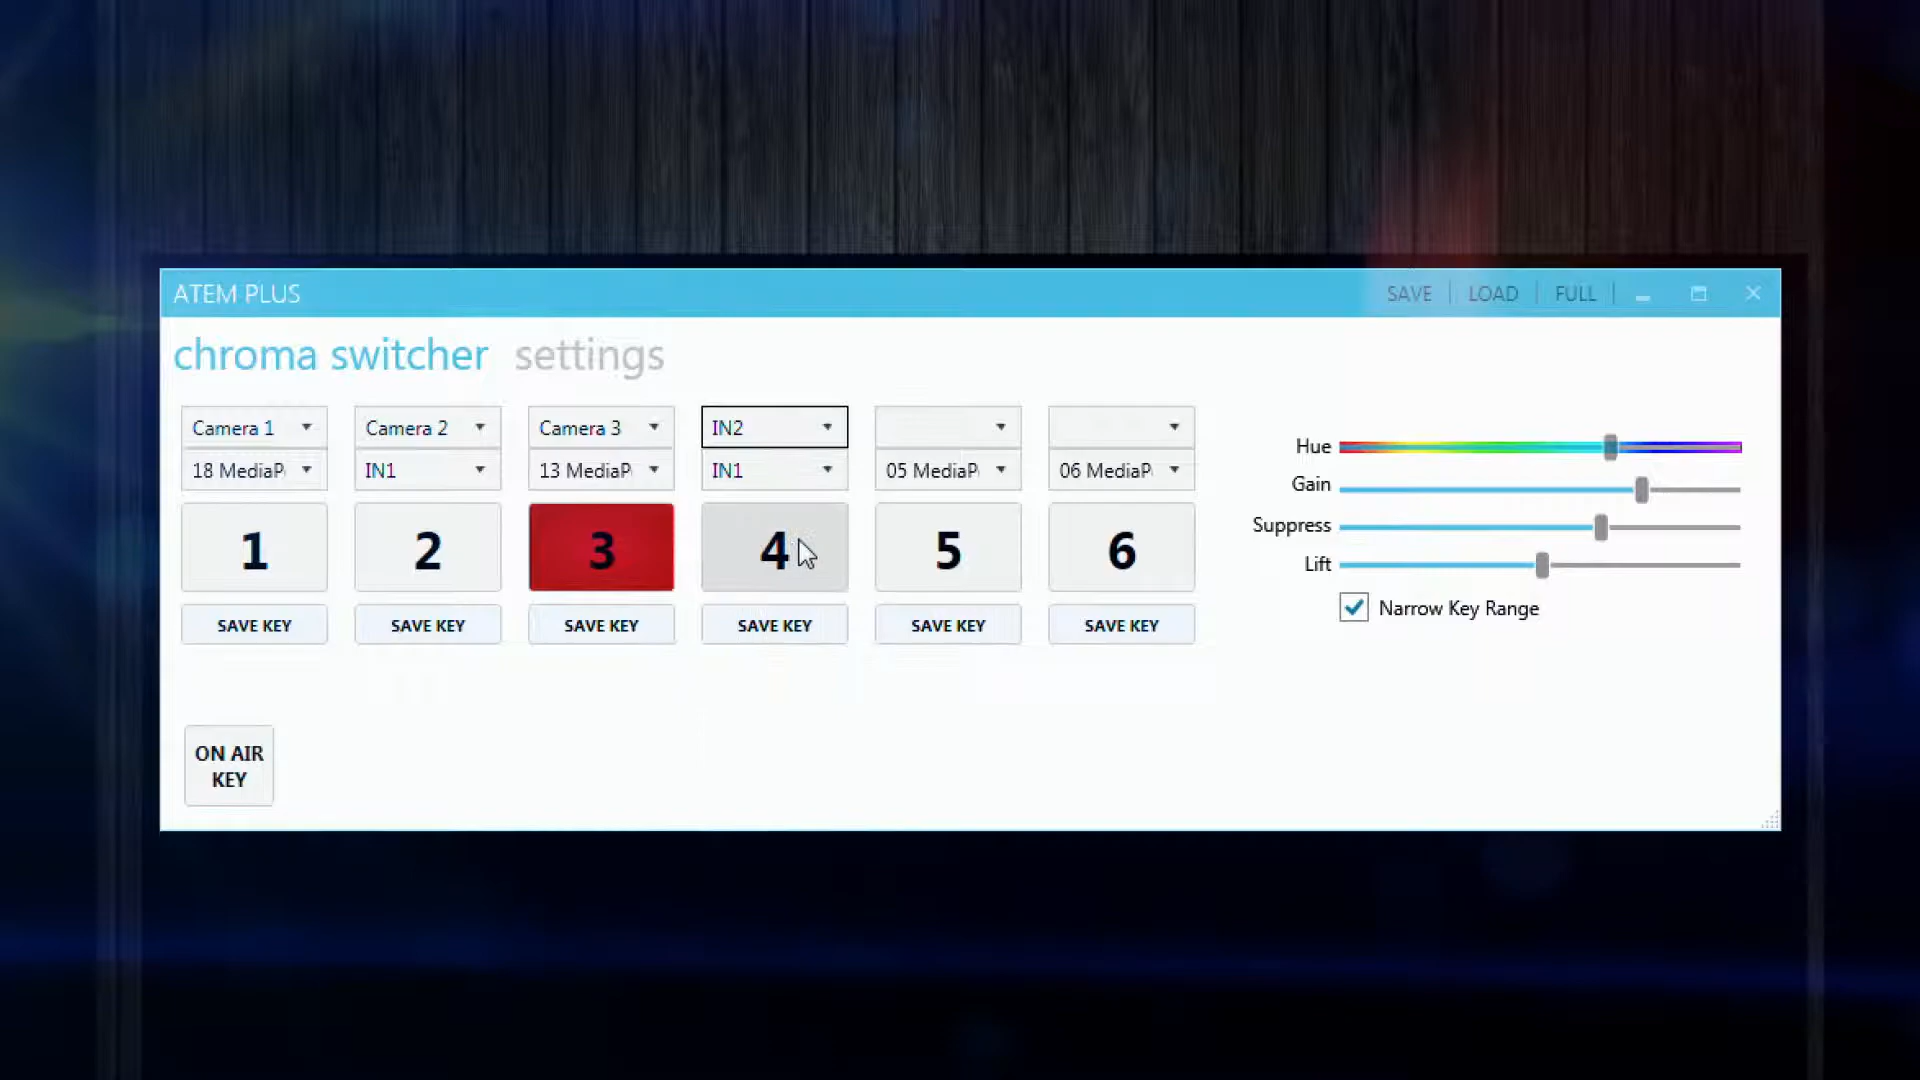 ATEM PLUS
SAVE LOAD FULL
chroma switcher settings
Camera 1 Camera 2 Camera 3 IN2
18 MediaP IN1 13 MediaP IN1 05 MediaP 06 MediaP
1 2 3 4 5 6
SAVE KEY SAVE KEY SAVE KEY SAVE KEY SAVE KEY SAVE KEY
Hue
Gain
Suppress
Lift
Narrow Key Range
ON AIR
KEY